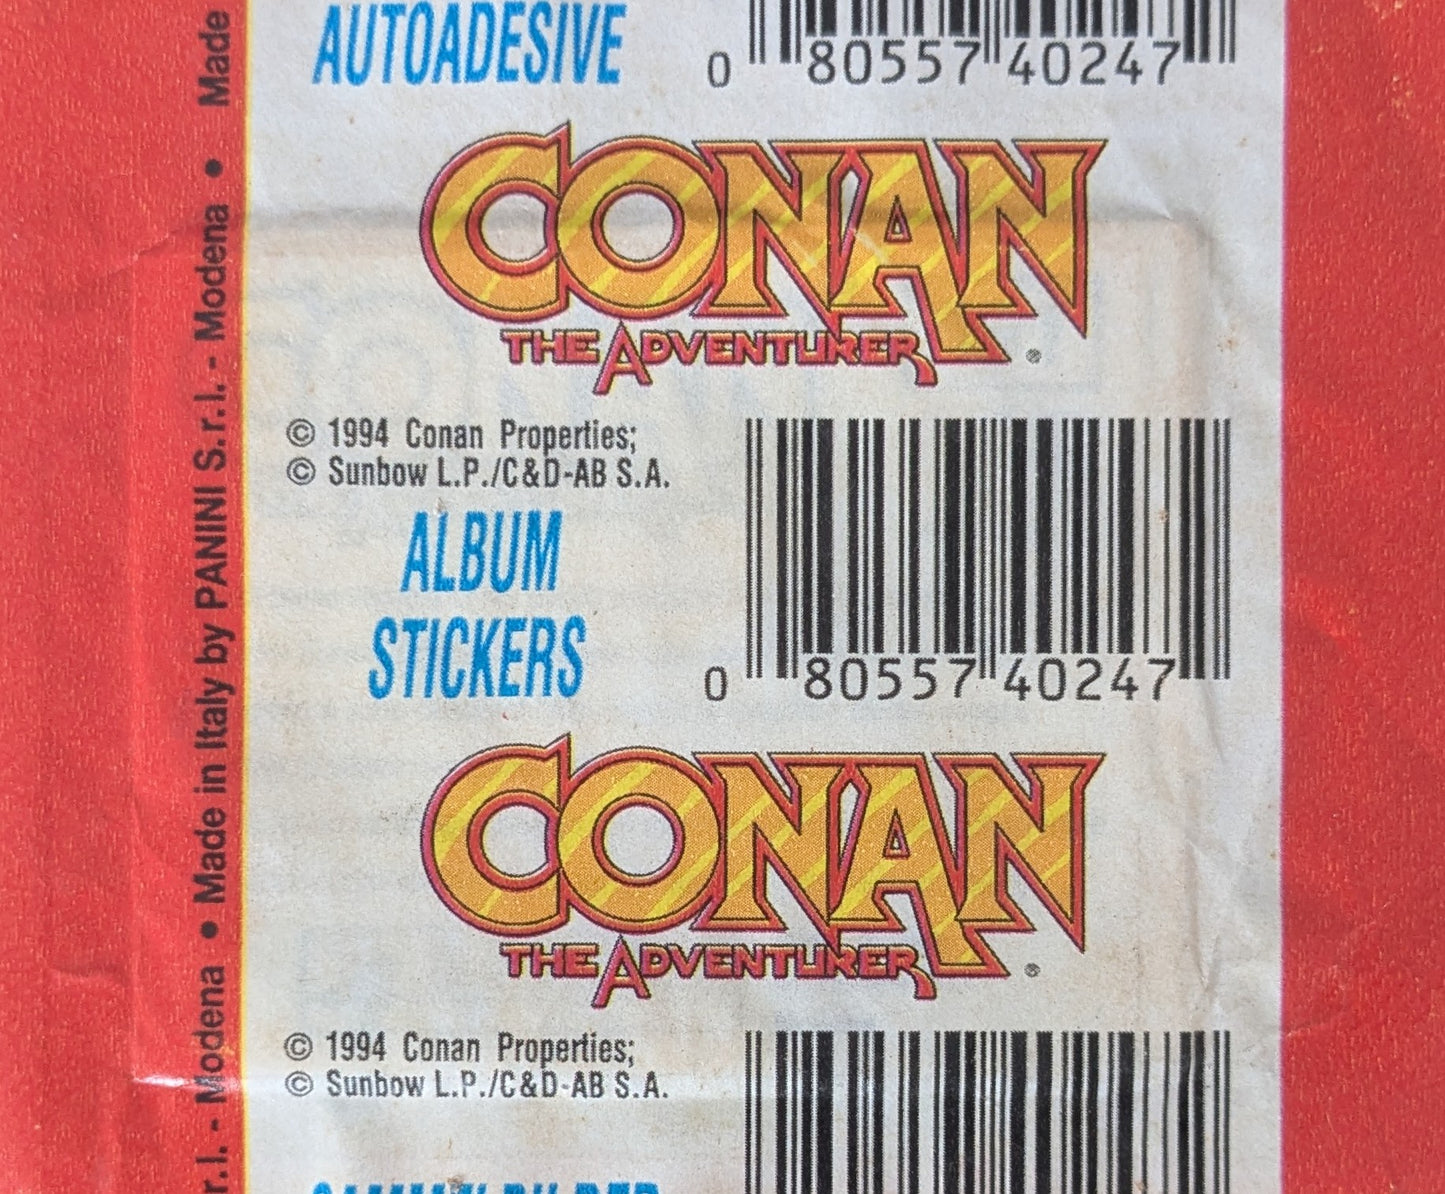 AUTOADESIVE
0 80557 40247
CONAN
THE ADVENTURER ®
© 1994 Conan Properties;
© Sunbow L.P./C&D-AB S.A.
ALBUM
STICKERS
0 80557 40247
CONAN
THE ADVENTURER ®
© 1994 Conan Properties;
© Sunbow L.P./C&D-AB S.A.
r.l. - Modena • Made in Italy by PANINI S.r.l. - Modena • Made